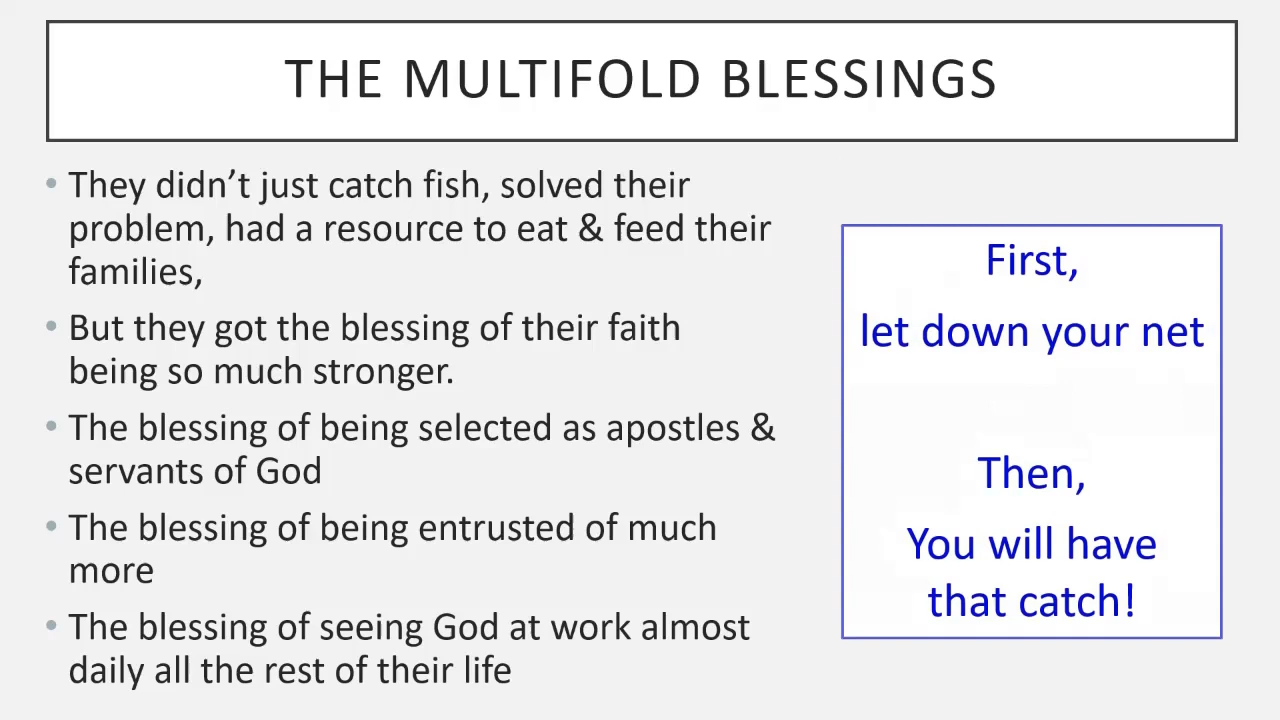 THE MULTIFOLD BLESSINGS
• They didn’t just catch fish, solved their
problem, had a resource to eat & feed their
families,
• But they got the blessing of their faith
being so much stronger.
• The blessing of being selected as apostles &
servants of God
• The blessing of being entrusted of much
more
• The blessing of seeing God at work almost
daily all the rest of their life
First,
let down your net
Then,
You will have
that catch!